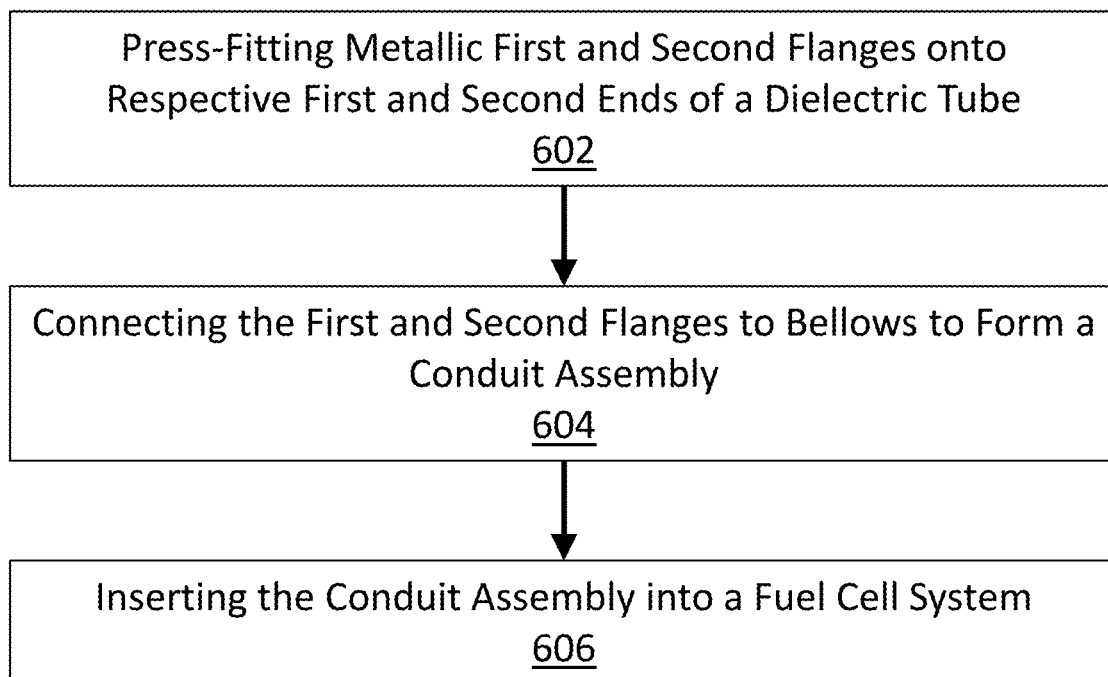 Press-Fitting Metallic First and Second Flanges onto
Respective First and Second Ends of a Dielectric Tube
602
Connecting the First and Second Flanges to Bellows to Form a
Conduit Assembly
604
Inserting the Conduit Assembly into a Fuel Cell System
606